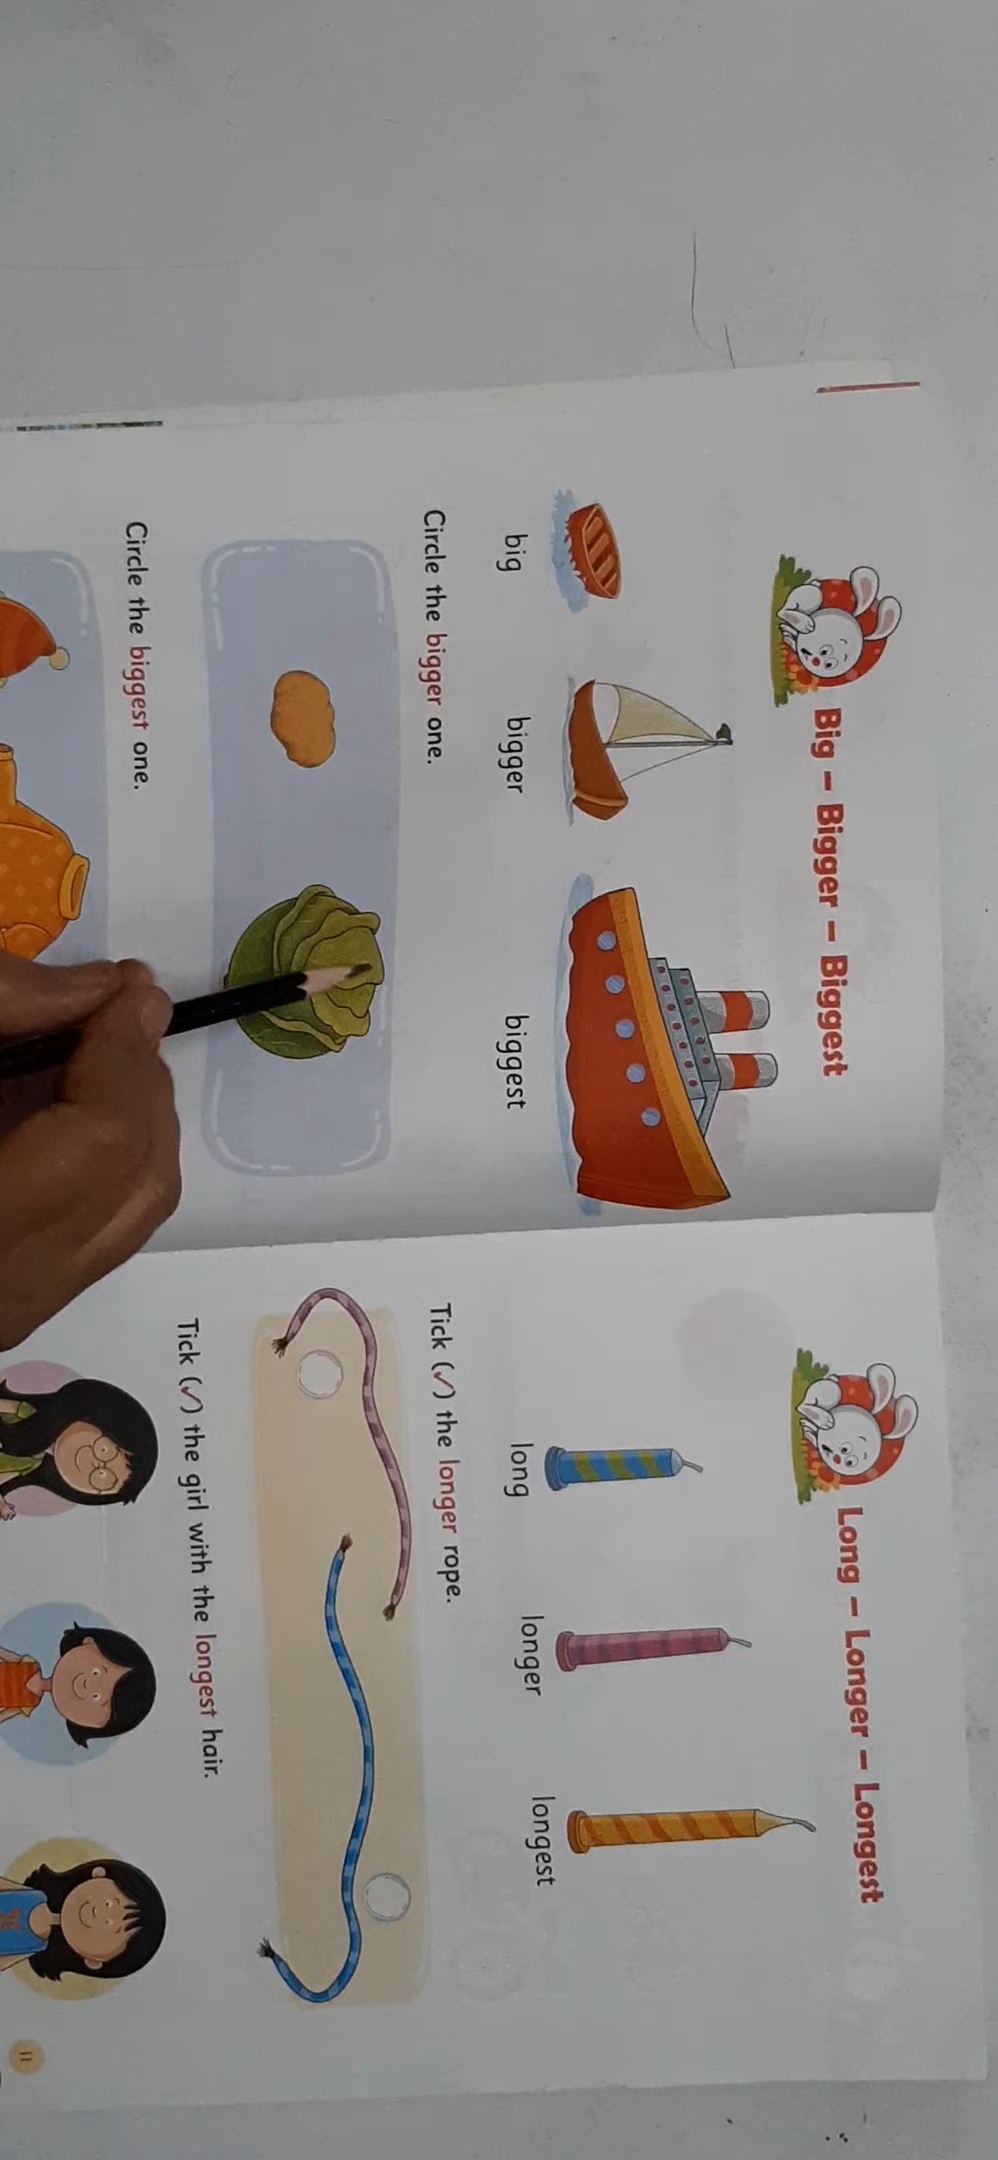 Big – Bigger – Biggest
big bigger biggest
Circle the bigger one.
Circle the biggest one.
Long – Longer – Longest
long longer longest
Tick (✓) the longer rope.
Tick (✓) the girl with the longest hair.
11